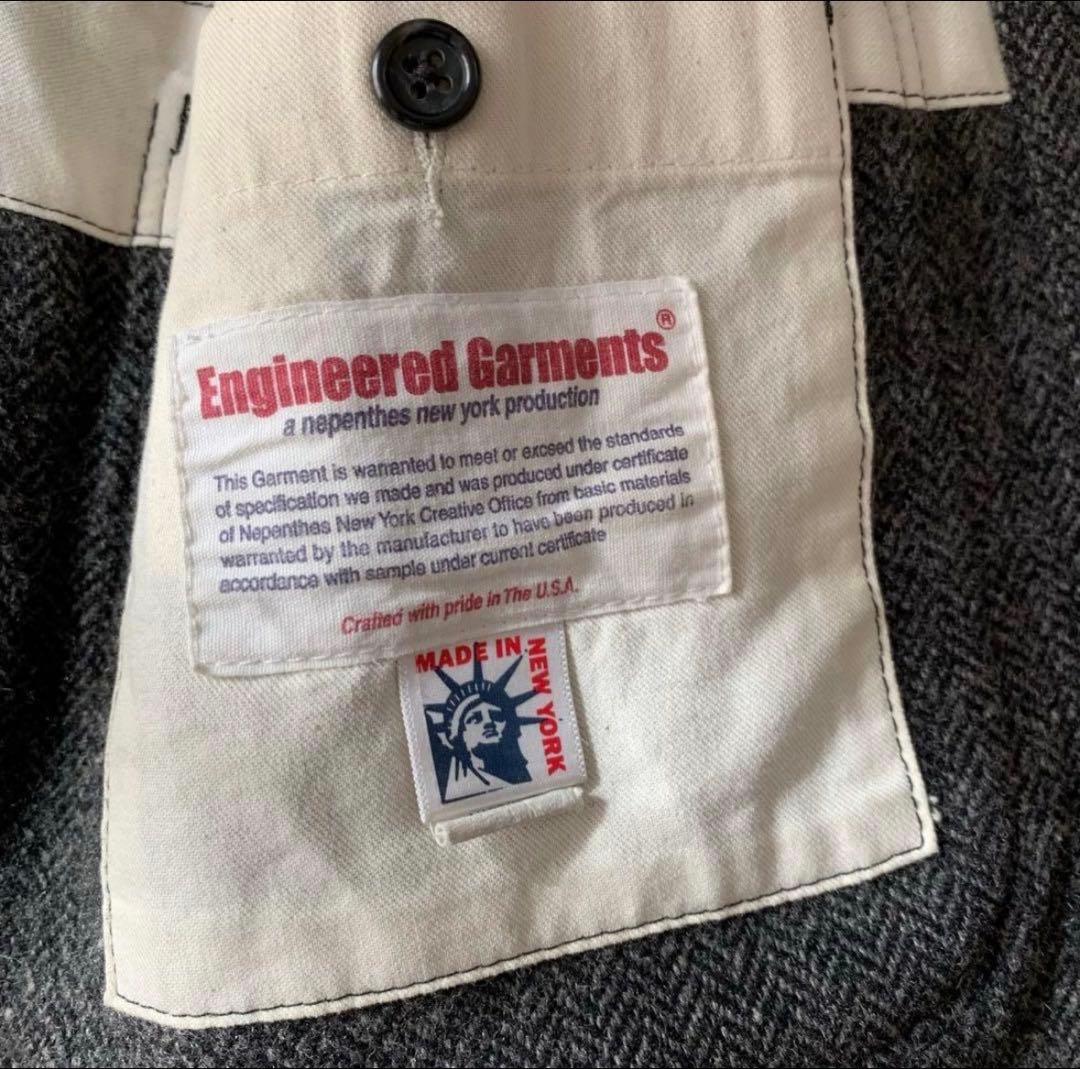 Engineered Garments®
a nepenthes new york production
This Garment is warranted to meet or exceed the standards
of specification we made and was produced under certificate
of Nepenthes New York Creative Office from basic materials
warranted by the manufacturer to have been produced in
accordance with sample under current certificate
Crafted with pride in The U.S.A.
MADE IN
NEW YORK